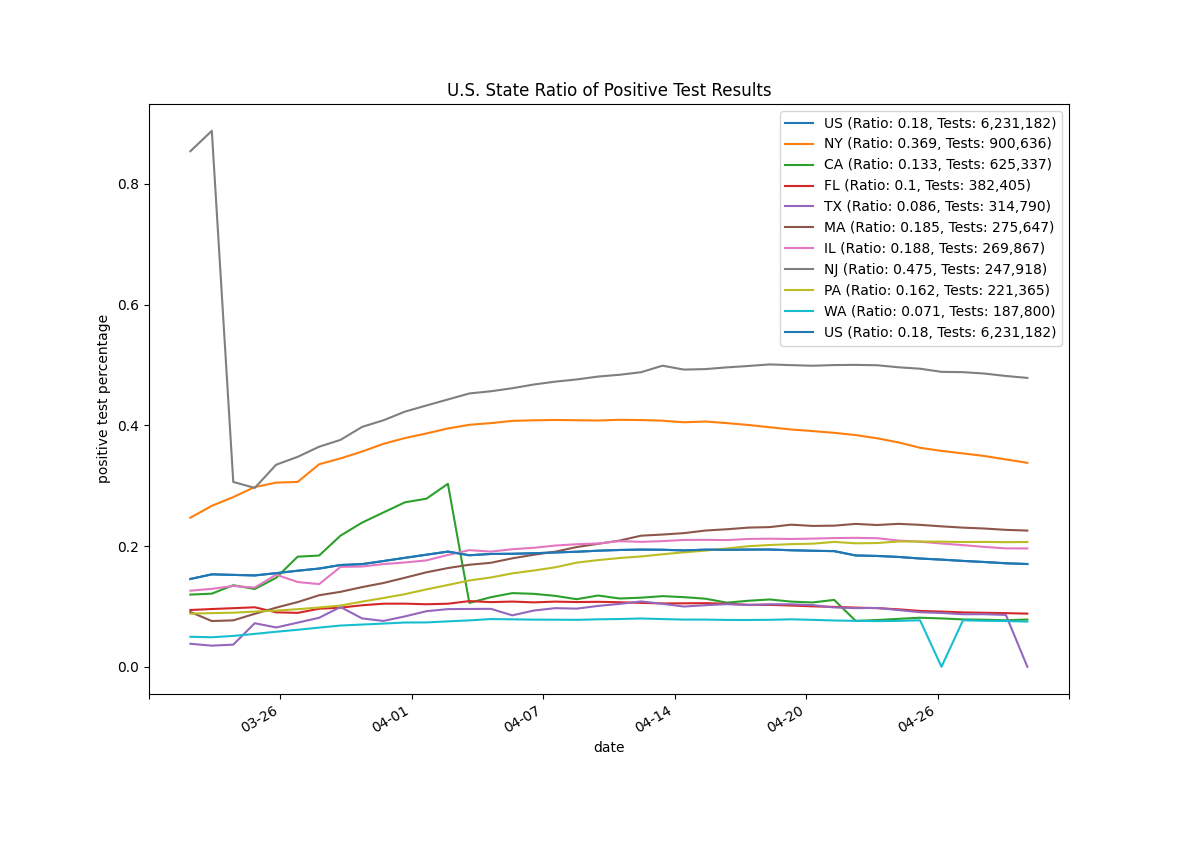 U.S. State Ratio of Positive Test Results
US (Ratio: 0.18, Tests: 6,231,182)
NY (Ratio: 0.369, Tests: 900,636)
CA (Ratio: 0.133, Tests: 625,337)
FL (Ratio: 0.1, Tests: 382,405)
TX (Ratio: 0.086, Tests: 314,790)
MA (Ratio: 0.185, Tests: 275,647)
IL (Ratio: 0.188, Tests: 269,867)
NJ (Ratio: 0.475, Tests: 247,918)
PA (Ratio: 0.162, Tests: 221,365)
WA (Ratio: 0.071, Tests: 187,800)
US (Ratio: 0.18, Tests: 6,231,182)
positive test percentage
0.8
0.6
0.4
0.2
0.0
03-26
04-01
04-07
04-14
04-20
04-26
date